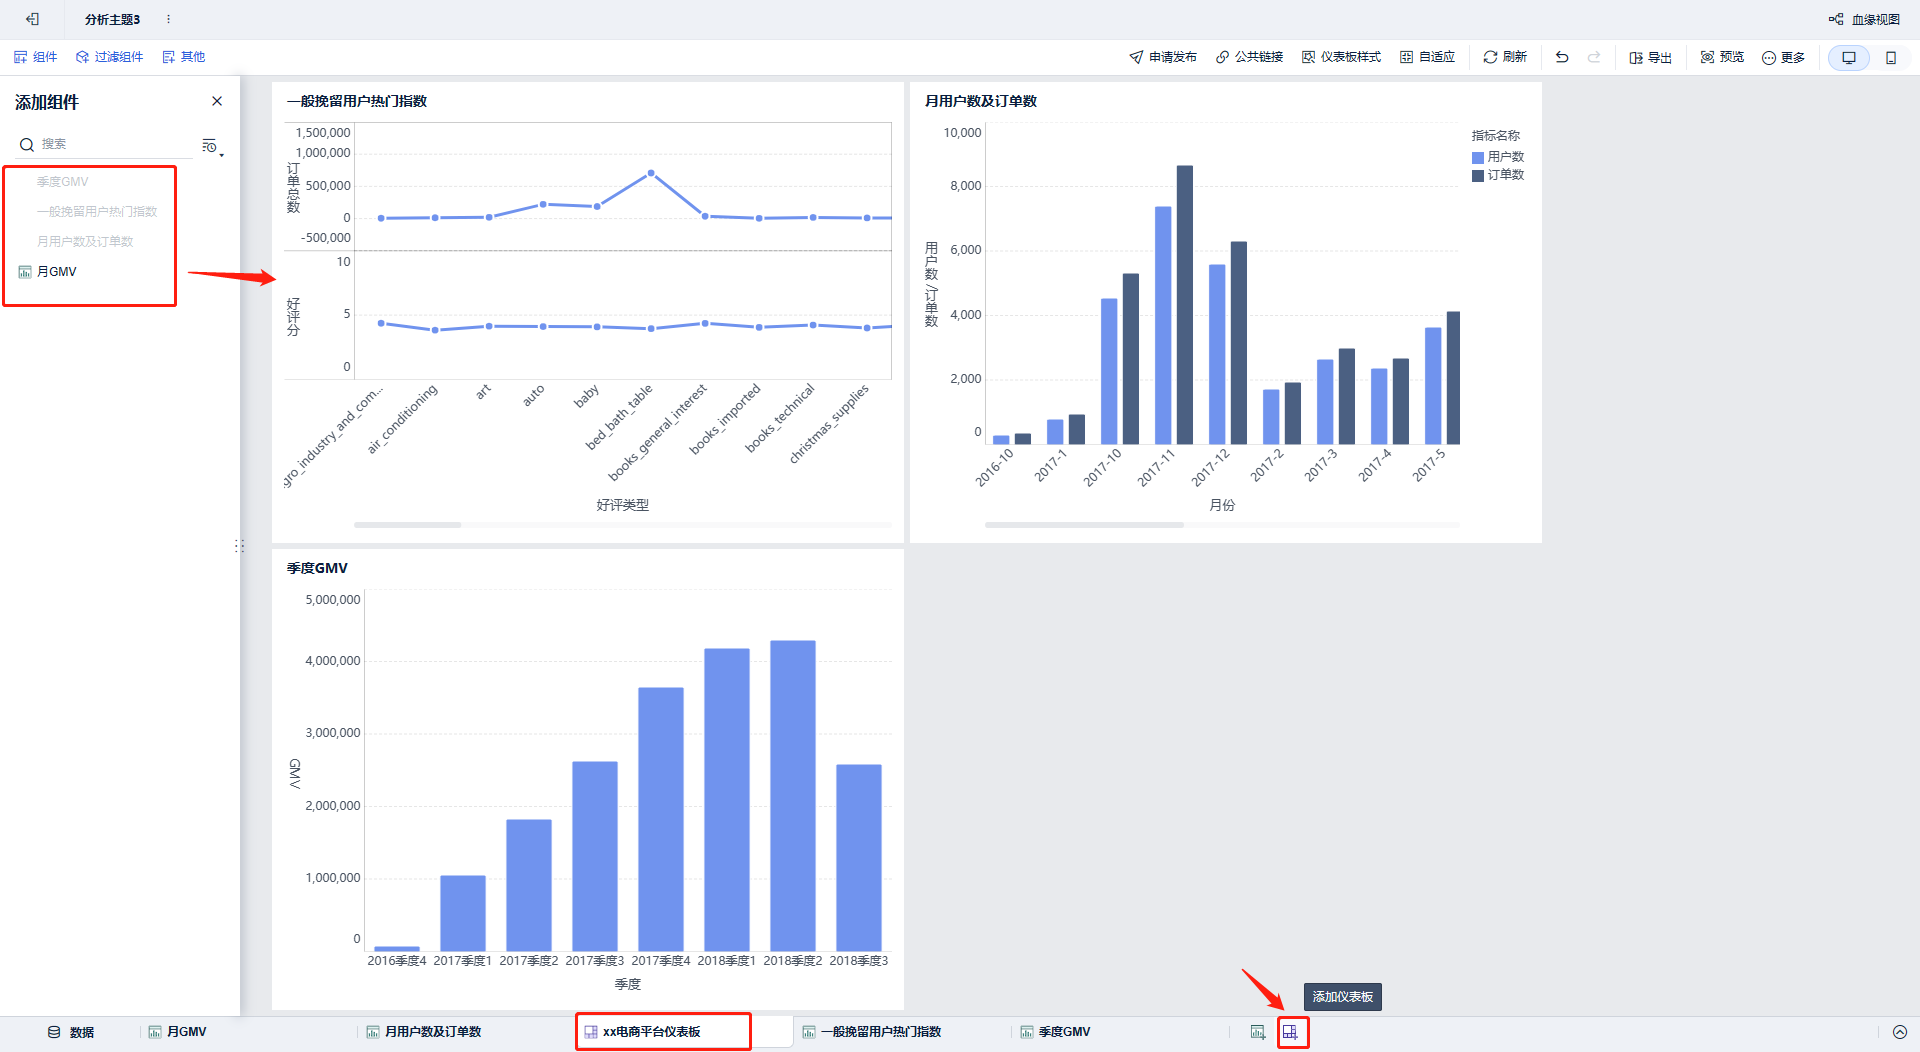 分析主题3
血缘视图
组件 过滤组件 其他
申请发布 公共链接 仪表板样式 自适应 刷新 导出 预览 更多
添加组件
搜索
季度GMV
一般挽留用户热门指数
月用户数及订单数
月GMV
一般挽留用户热门指数
订单总数
1,500,000
1,000,000
500,000
0
-500,000
好评分
10
5
0
gro_industry_and_com...
air_conditioning
art
auto
baby
bed_bath_table
books_general_interest
books_imported
books_technical
christmas_supplies
好评类型
月用户数及订单数
用户数/订单数
10,000
8,000
6,000
4,000
2,000
0
2016-10
2017-1
2017-10
2017-11
2017-12
2017-2
2017-3
2017-4
2017-5
月份
指标名称
用户数
订单数
季度GMV
GMV
5,000,000
4,000,000
3,000,000
2,000,000
1,000,000
0
2016季度4 2017季度1 2017季度2 2017季度3 2017季度4 2018季度1 2018季度2 2018季度3
季度
添加仪表板
数据 月GMV 月用户数及订单数 xx电商平台仪表板 一般挽留用户热门指数 季度GMV